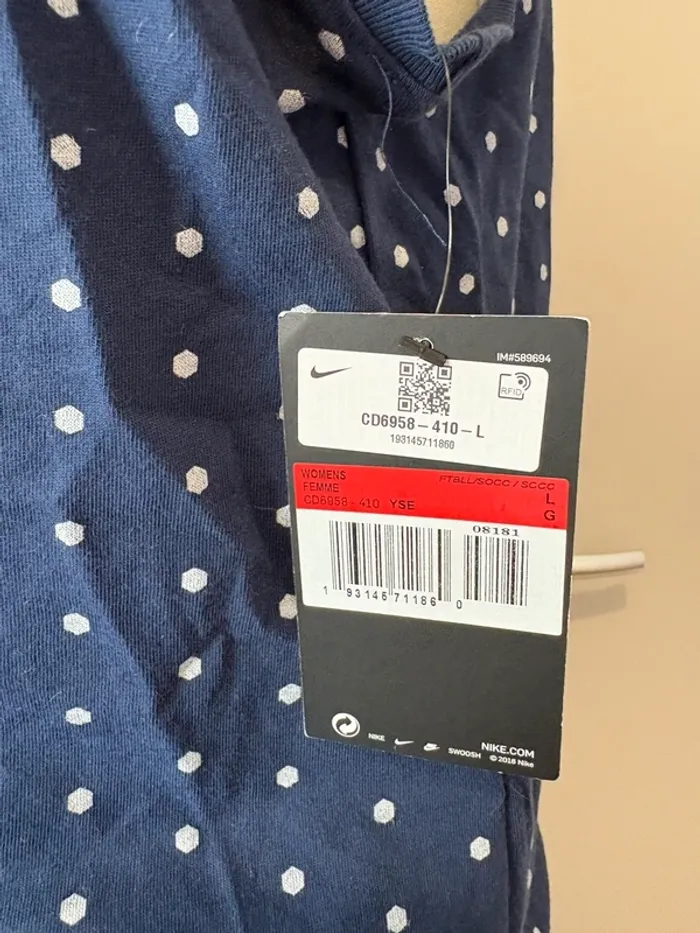 IM#589694
RFID
CD6958-410-L
193145711860
WOMENS FTBLL/SOCC/SCCC
FEMME L
CD6958-410 YSE G
08181
1 93145 71186 0
NIKE SWOOSH NIKE.COM
© 2016 Nike